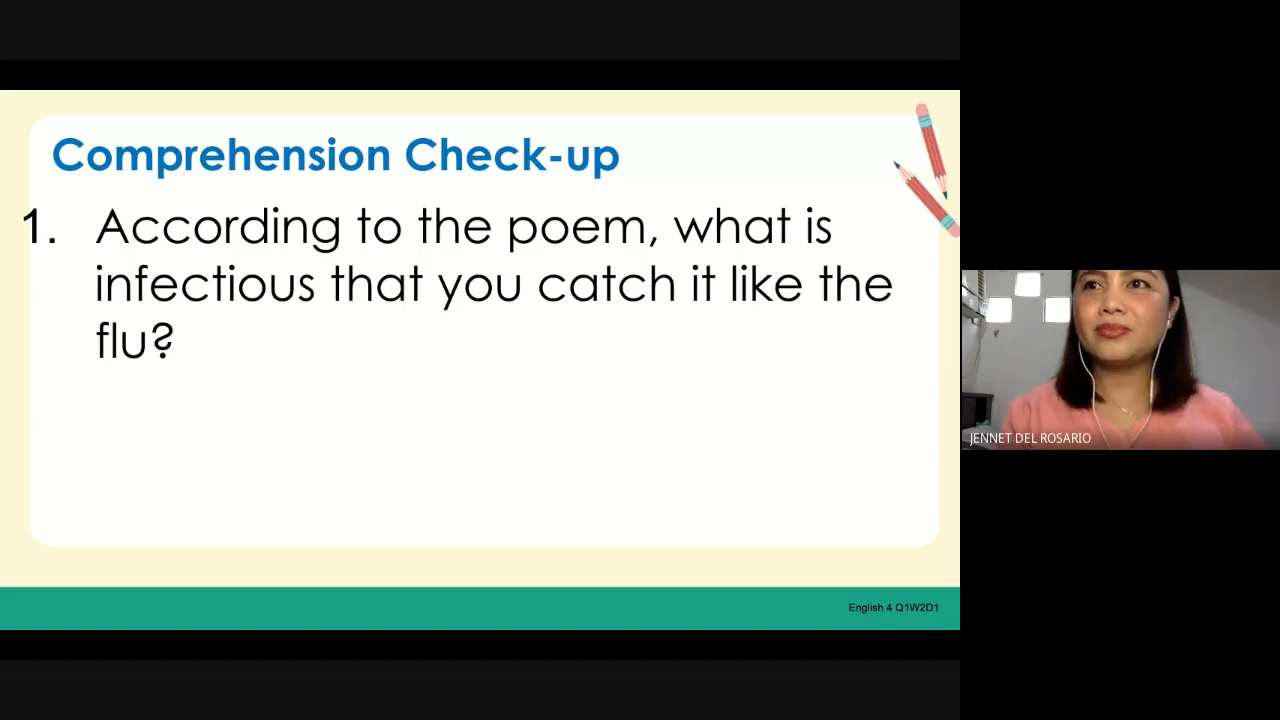 Comprehension Check-up
1. According to the poem, what is
infectious that you catch it like the
flu?
English 4 Q1W2D1
JENNET DEL ROSARIO